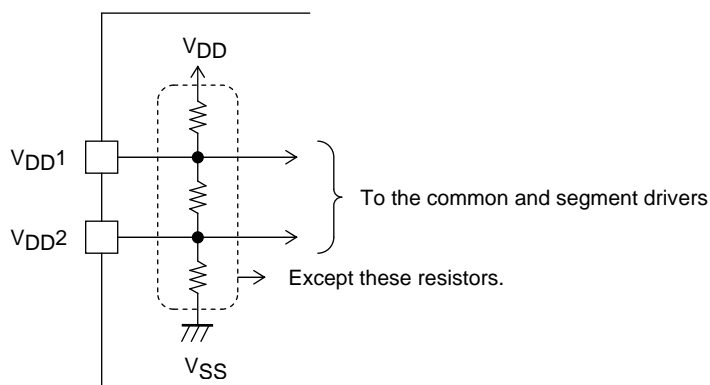 VDD
VDD1
To the common and segment drivers
VDD2
Except these resistors.
VSS